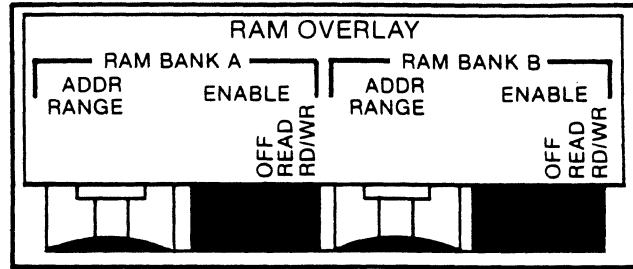 RAM OVERLAY
RAM BANK A
ADDR
RANGE
ENABLE
OFF
READ
RD/WR
RAM BANK B
ADDR
RANGE
ENABLE
OFF
READ
RD/WR